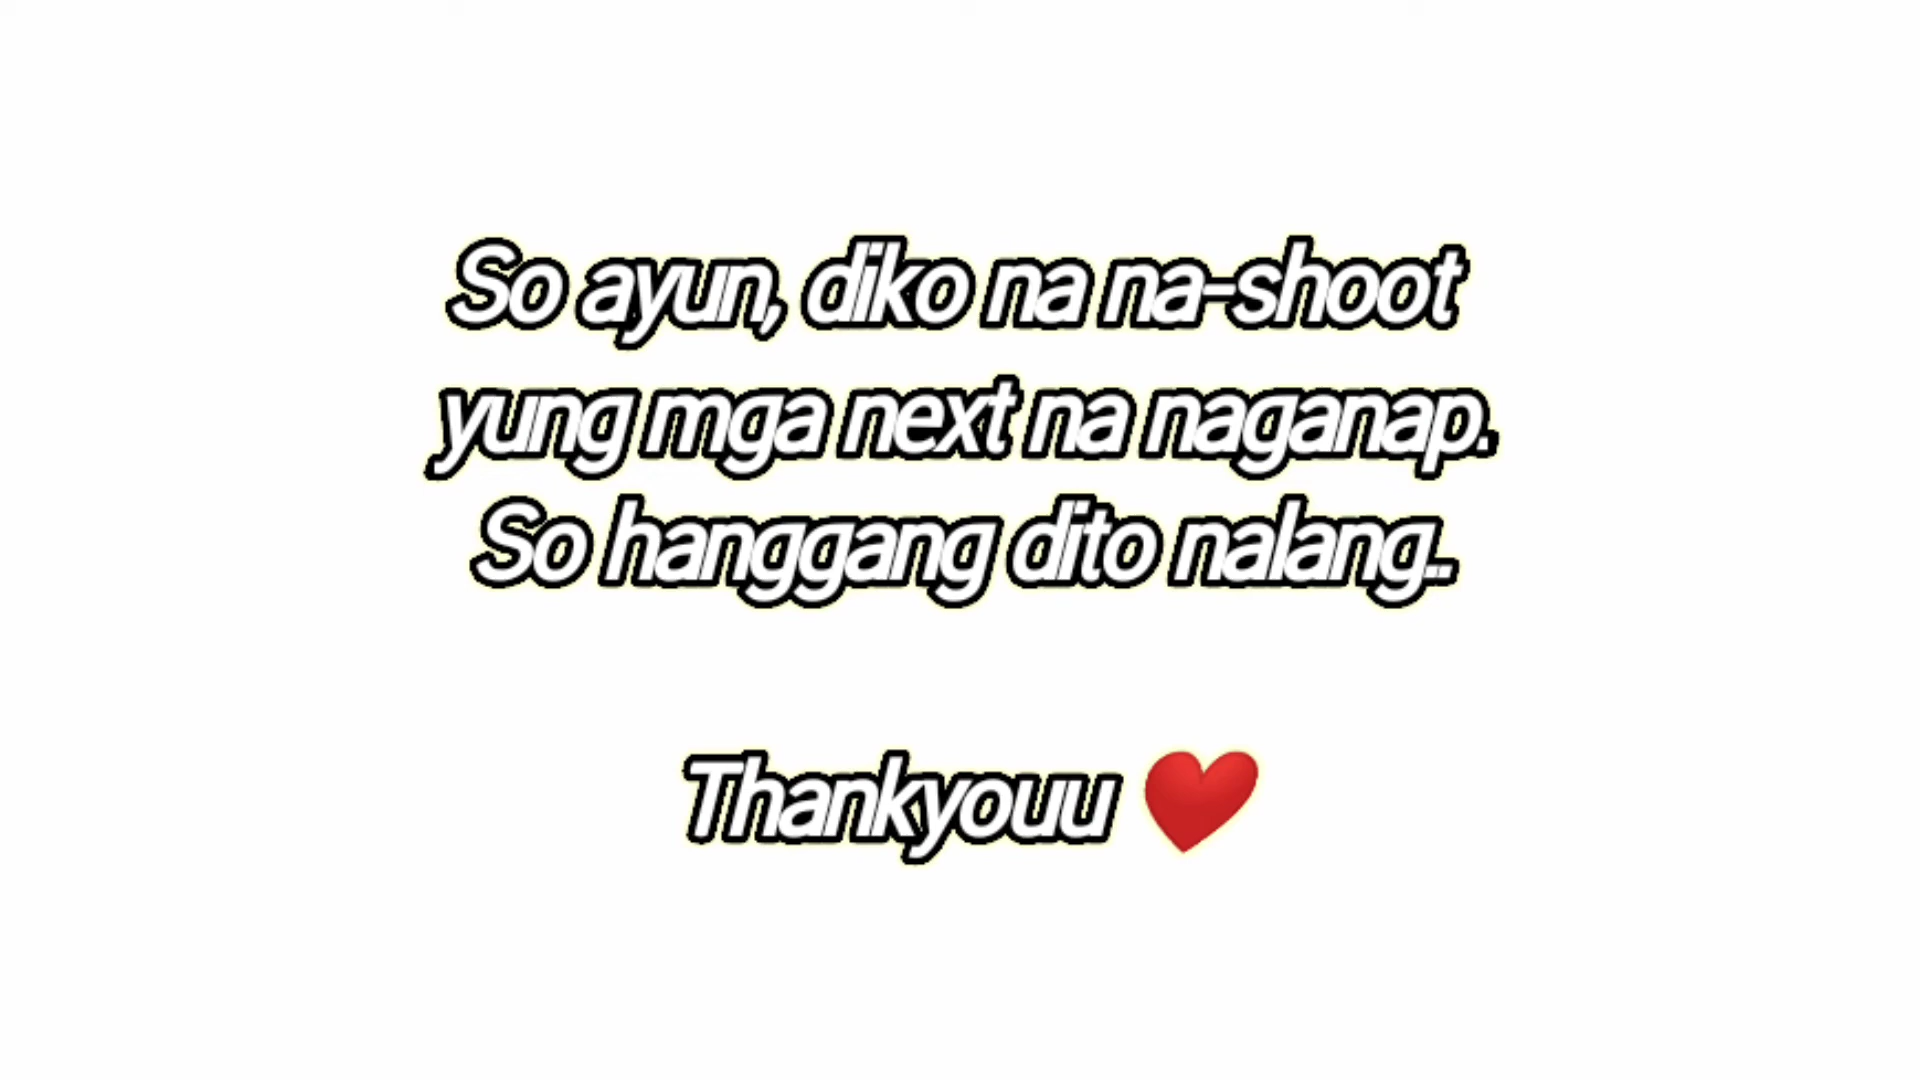 So ayun, diko na na-shoot
yung mga next na naganap.
So hanggang dito nalang..
Thankyouu ❤️